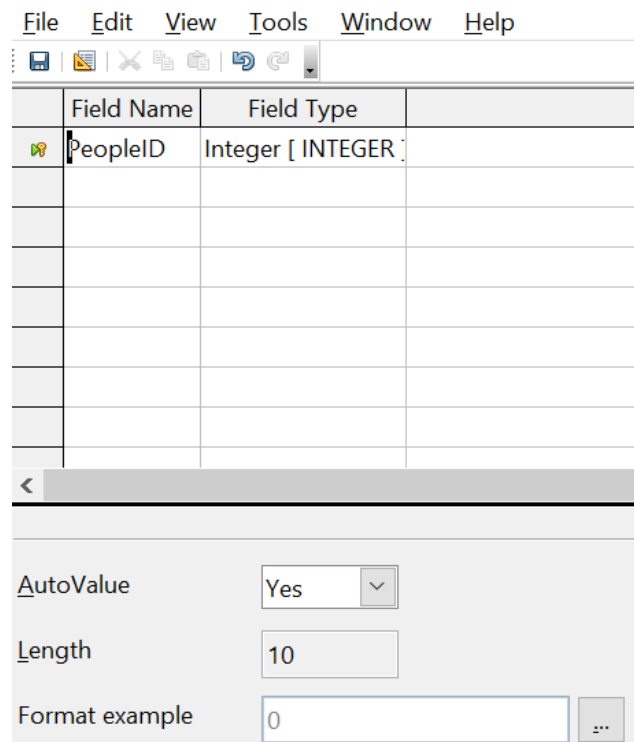 File Edit View Tools Window Help
Field Name Field Type
PeopleID Integer [ INTEGER ]
AutoValue Yes
Length 10
Format example 0 ...